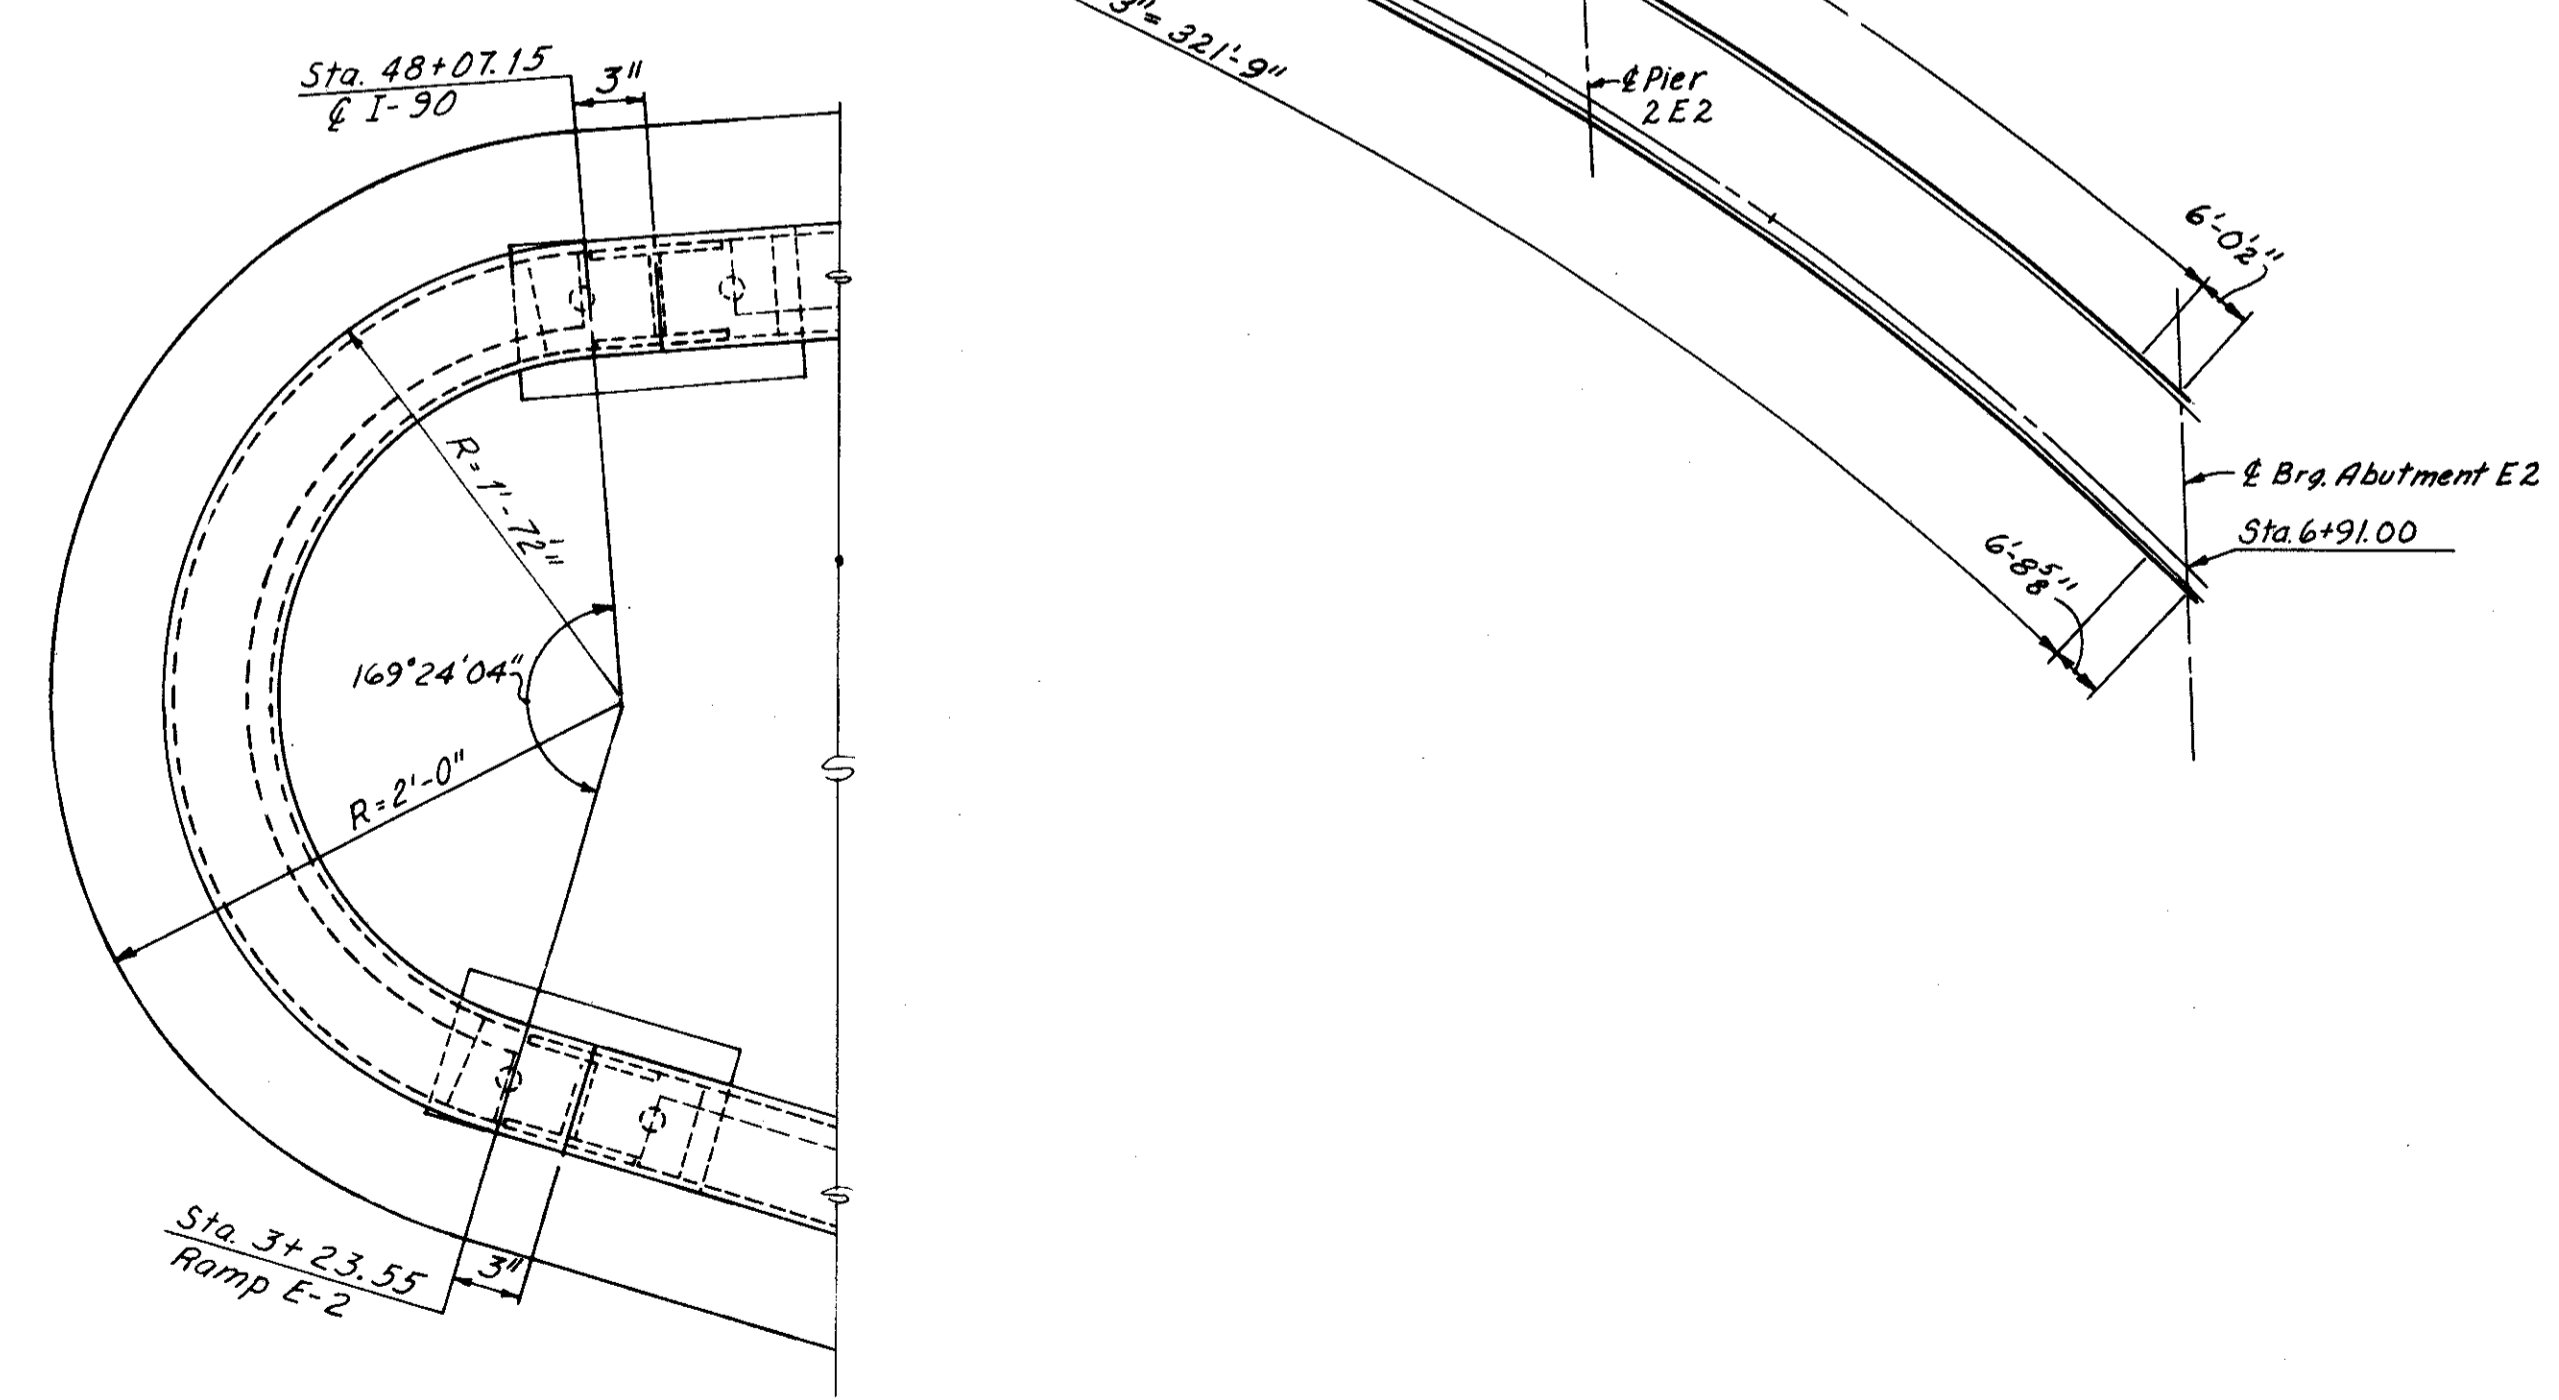 Sta. 48+07.15
℄ I-90
3"
R=1'-7½"
169°24'04"
R=2'-0"
Sta. 3+23.55
Ramp E-2
3"
3"= 321'-9"
℄ Pier
2E2
6'-0½"
℄ Brg. Abutment E2
Sta. 6+91.00
6'-8⅝"